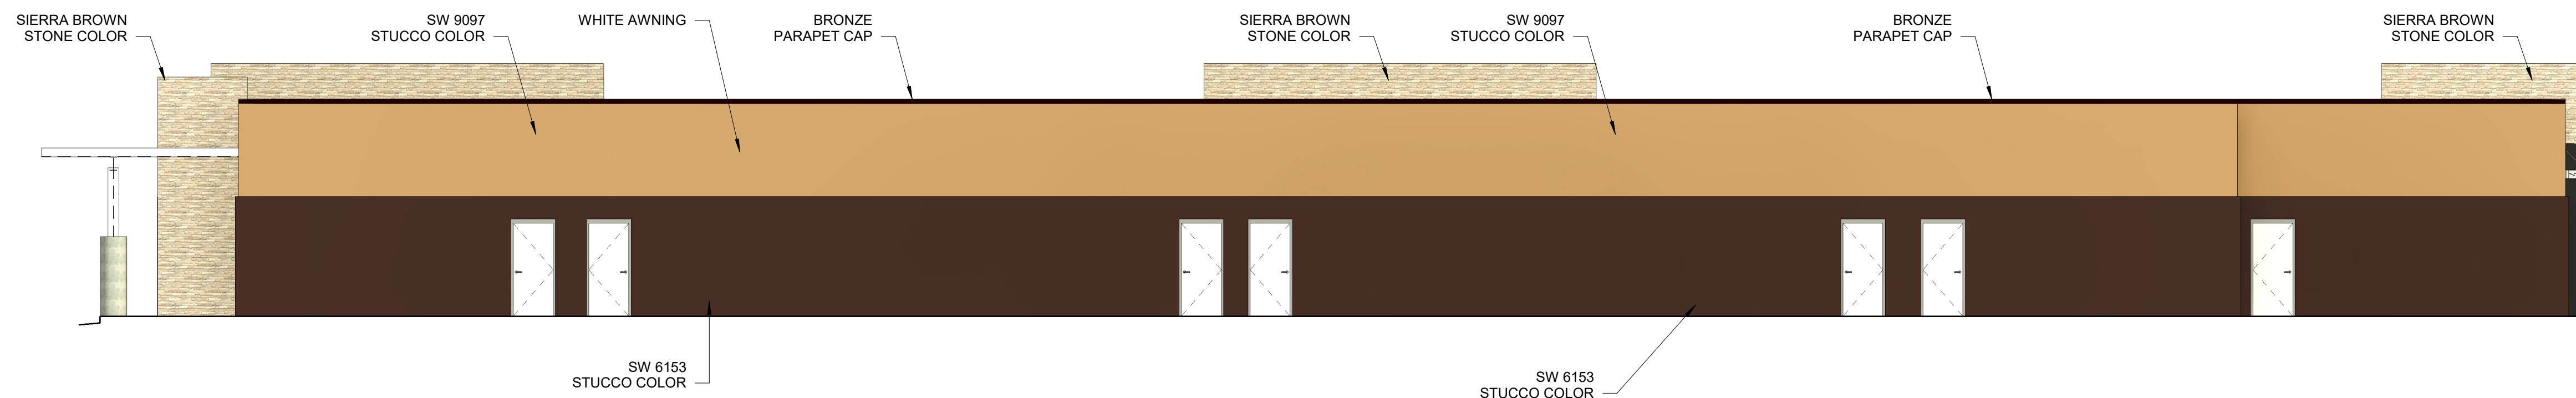 SIERRA BROWN
STONE COLOR
SW 9097
STUCCO COLOR
WHITE AWNING
BRONZE
PARAPET CAP
SIERRA BROWN
STONE COLOR
SW 9097
STUCCO COLOR
BRONZE
PARAPET CAP
SIERRA BROWN
STONE COLOR
SW 6153
STUCCO COLOR
SW 6153
STUCCO COLOR